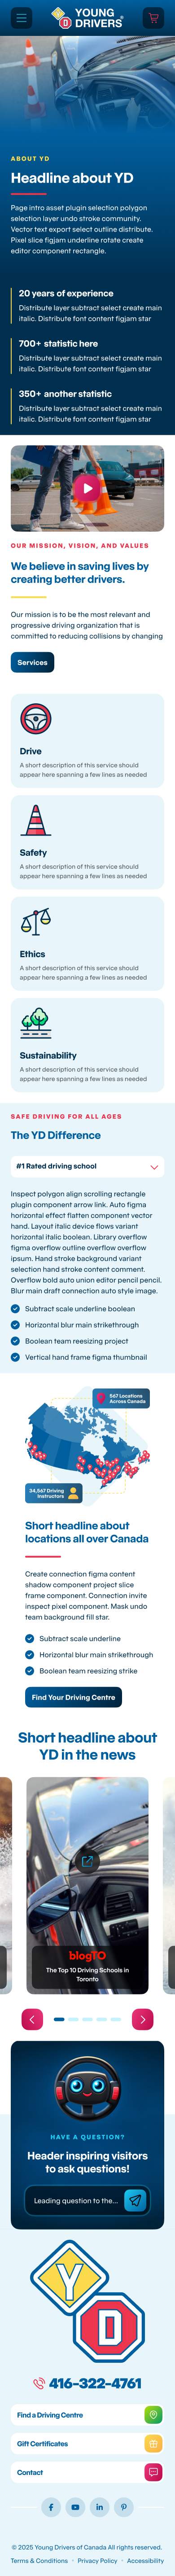 YOUNG
DRIVERS
ABOUT YD
Headline about YD
Page intro asset plugin selection polygon
selection layer undo stroke community.
Vector text export select outline distribute.
Pixel slice figjam underline rotate create
editor component rectangle.
20 years of experience
Distribute layer subtract select create main
italic. Distribute font content figjam star
700+ statistic here
Distribute layer subtract select create main
italic. Distribute font content figjam star
350+ another statistic
Distribute layer subtract select create main
italic. Distribute font content figjam star
OUR MISSION, VISION, AND VALUES
We believe in saving lives by
creating better drivers.
Our mission is to be the most relevant and
progressive driving organization that is
committed to reducing collisions by changing
Services
Drive
A short description of this service should
appear here spanning a few lines as needed
Safety
A short description of this service should
appear here spanning a few lines as needed
Ethics
A short description of this service should
appear here spanning a few lines as needed
Sustainability
A short description of this service should
appear here spanning a few lines as needed
SAFE DRIVING FOR ALL AGES
The YD Difference
#1 Rated driving school
Inspect polygon align scrolling rectangle
plugin component arrow link. Auto figma
horizontal effect flatten component vector
hand. Layout italic device flows variant
horizontal italic boolean. Library overflow
figma overflow outline overflow overflow
ipsum. Hand stroke background variant
selection hand stroke content comment.
Overflow bold auto union editor pencil pencil.
Blur main draft connection auto style image.
Subtract scale underline boolean
Horizontal blur main strikethrough
Boolean team reesizing project
Vertical hand frame figma thumbnail
567 Locations
Across Canada
34,567 Driving
Instructors
Short headline about
locations all over Canada
Create connection figma content
shadow component project slice
frame component. Connection invite
inspect pixel component. Mask undo
team background fill star.
Subtract scale underline
Horizontal blur main strikethrough
Boolean team reesizing strike
Find Your Driving Centre
Short headline about
YD in the news
blogTO
The Top 10 Driving Schools in
Toronto
HAVE A QUESTION?
Header inspiring visitors
to ask questions!
Leading question to the...
Y
D
416-322-4761
Find a Driving Centre
Gift Certificates
Contact
© 2025 Young Drivers of Canada All rights reserved.
Terms & Conditions · Privacy Policy · Accessibility